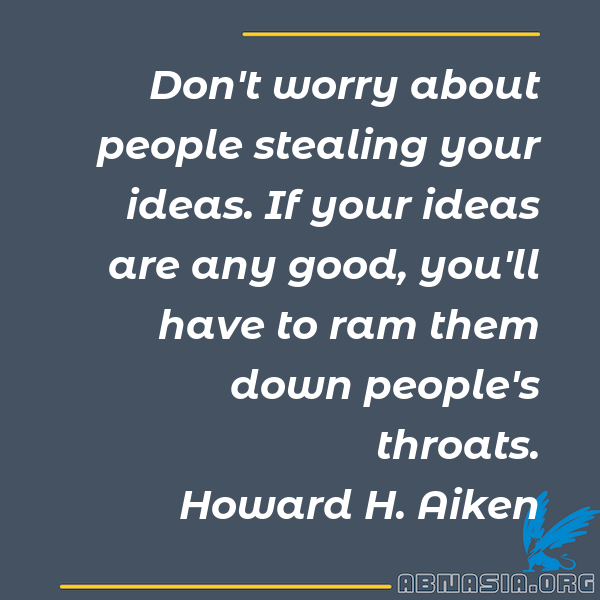 Don't worry about
people stealing your
ideas. If your ideas
are any good, you'll
have to ram them
down people's
throats.
Howard H. Aiken
ABNASIA.ORG